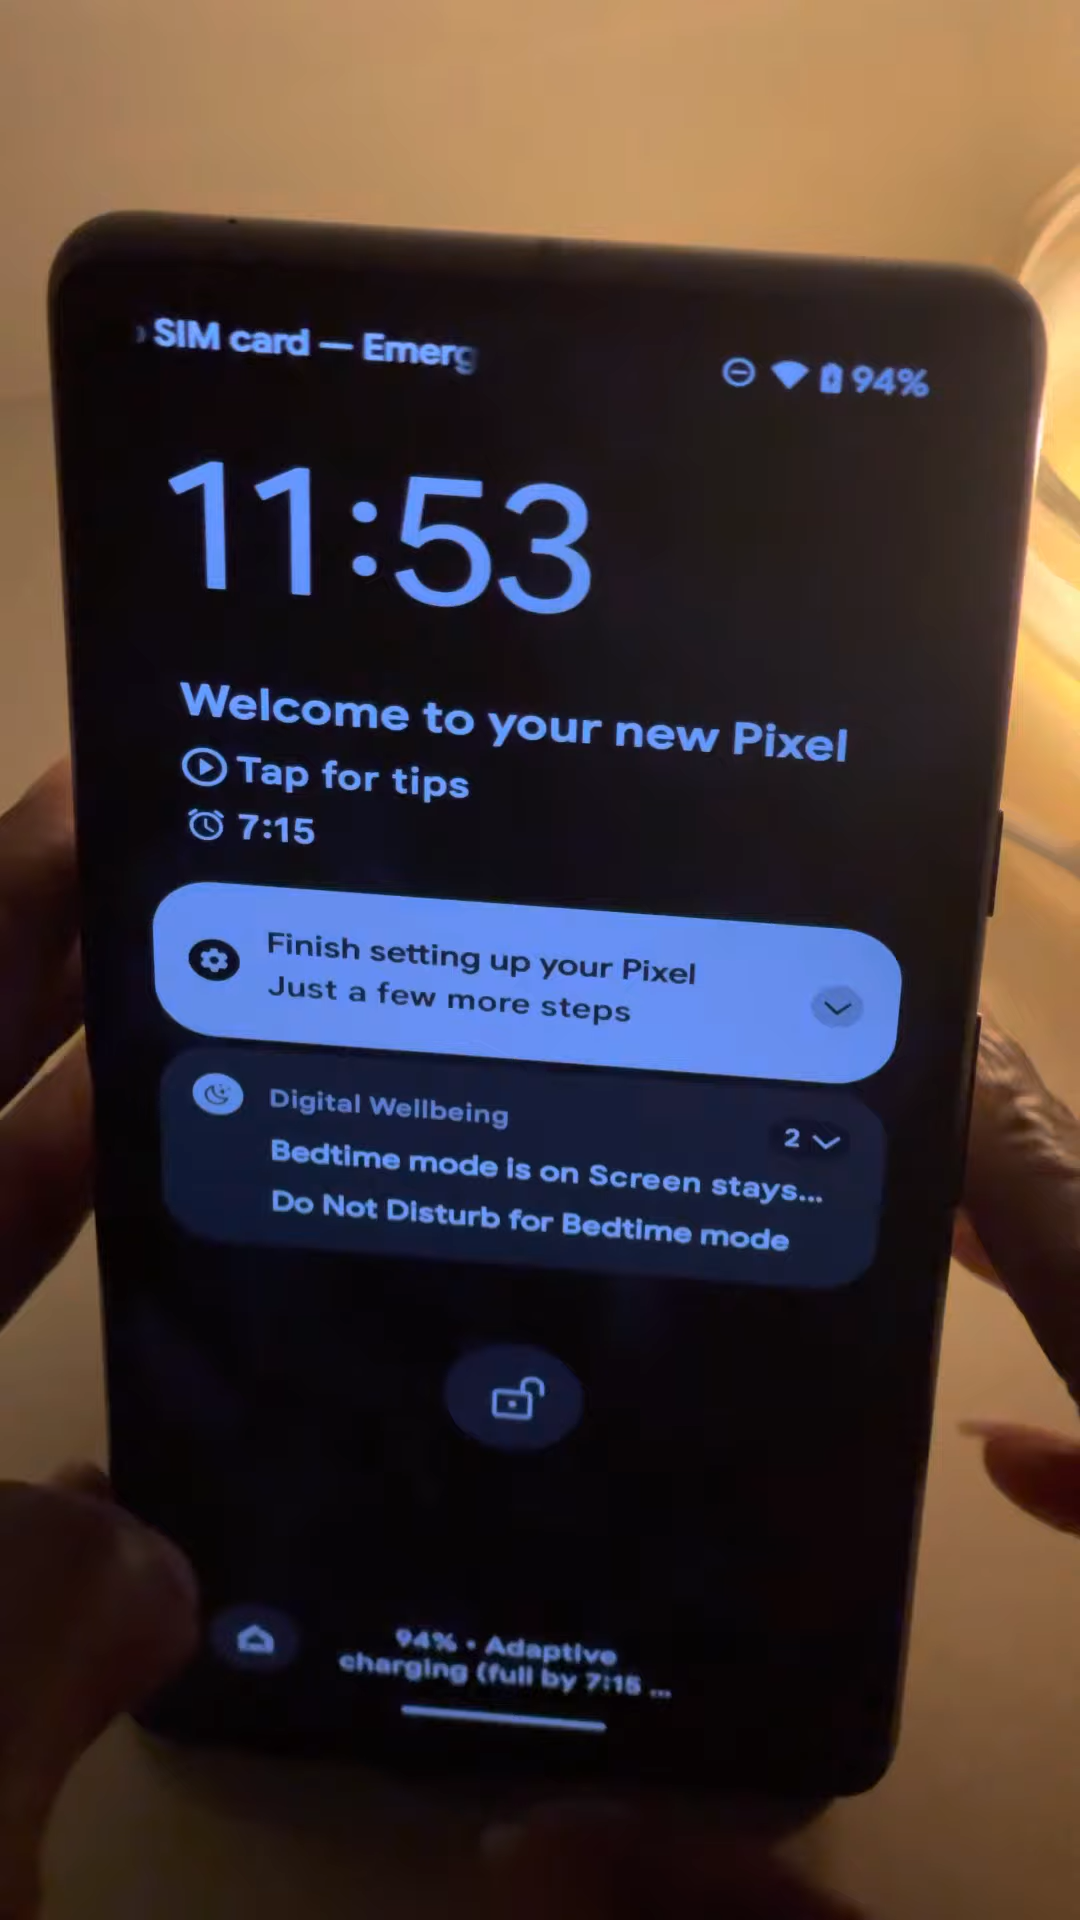 SIM card — Emerg
94%
11:53
Welcome to your new Pixel
Tap for tips
7:15
Finish setting up your Pixel
Just a few more steps
Digital Wellbeing
2
Bedtime mode is on Screen stays...
Do Not Disturb for Bedtime mode
94% • Adaptive
charging (full by 7:15 ...